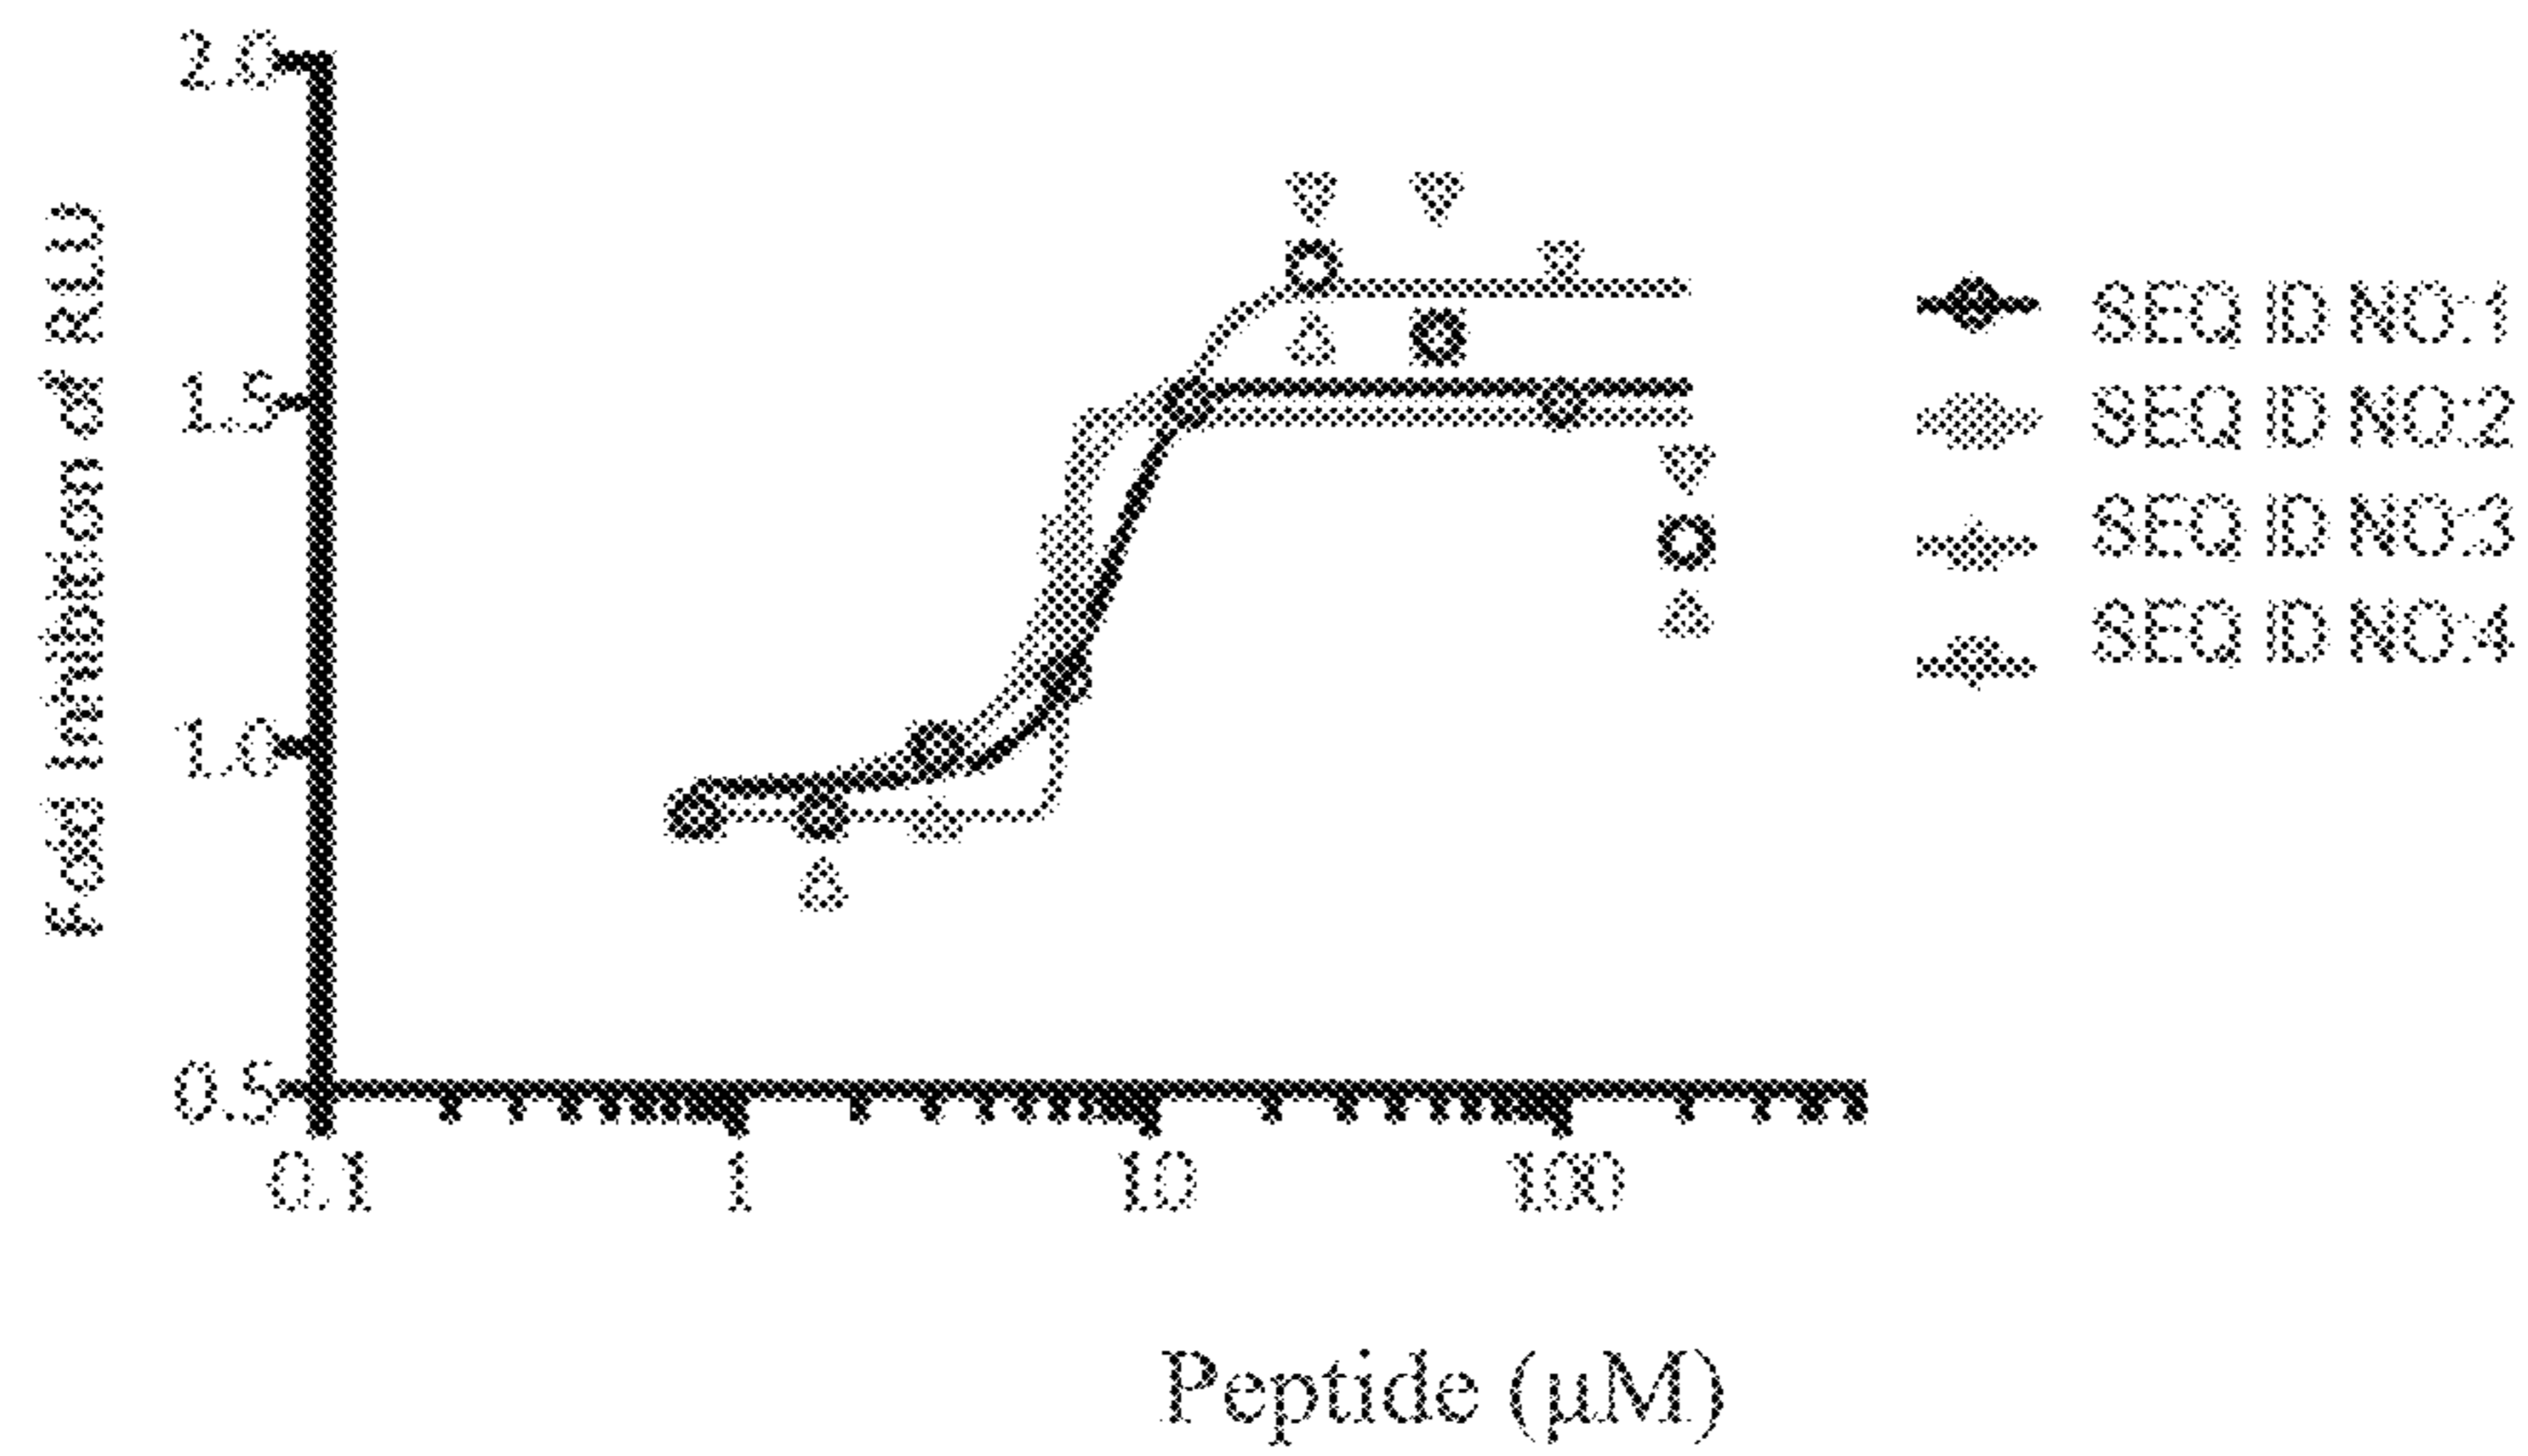 Fold Inhibition of RLU
2.0
1.5
1.0
0.5
0.1 1 10 100
Peptide (µM)
SEQ ID NO:1
SEQ ID NO:2
SEQ ID NO:3
SEQ ID NO:4